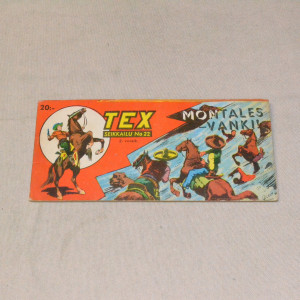 20:-
TEX
SEIKKAILU No 22
MONTALES
VANKI!